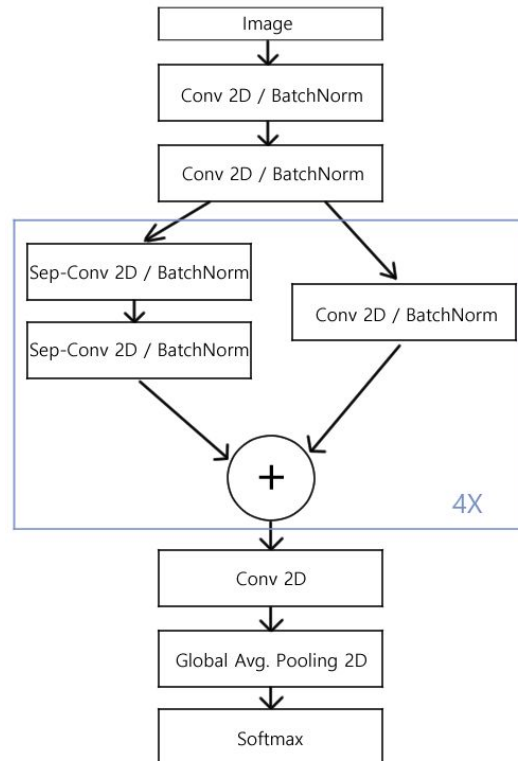 Image
Conv 2D / BatchNorm
Conv 2D / BatchNorm
Sep-Conv 2D / BatchNorm
Sep-Conv 2D / BatchNorm
Conv 2D / BatchNorm
+
4X
Conv 2D
Global Avg. Pooling 2D
Softmax